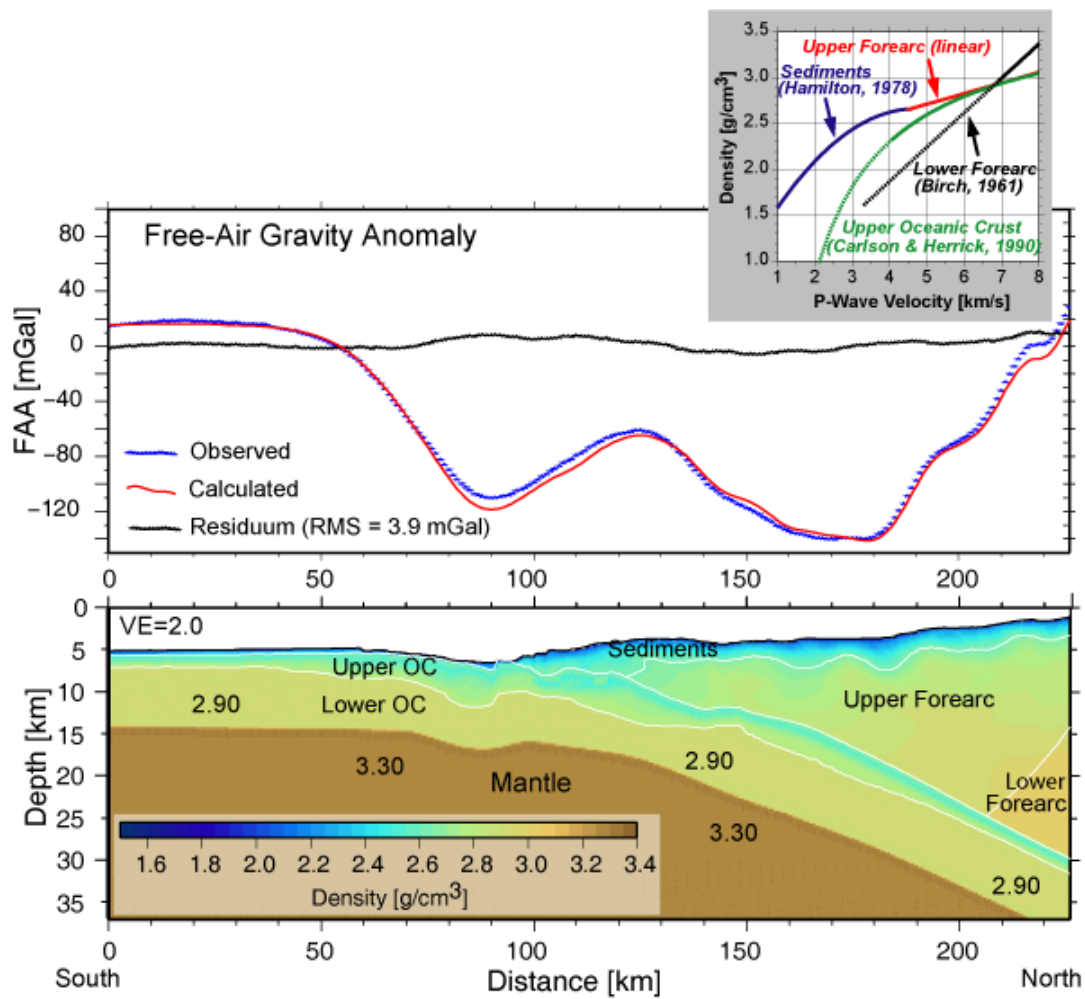 3.5
3.0
2.5
2.0
1.5
1.0
Density [g/cm3]
Upper Forearc (linear)
Sediments
(Hamilton, 1978)
Lower Forearc
(Birch, 1961)
Upper Oceanic Crust
(Carlson & Herrick, 1990)
1 2 3 4 5 6 7 8
P-Wave Velocity [km/s]
Free-Air Gravity Anomaly
80
40
0
−40
−80
−120
FAA [mGal]
Observed
Calculated
Residuum (RMS = 3.9 mGal)
0 50 100 150 200
VE=2.0
0
5
10
15
20
25
30
35
Depth [km]
Sediments
Upper OC
Upper Forearc
2.90
Lower OC
3.30
Mantle
2.90
Lower
Forearc
3.30
2.90
1.6 1.8 2.0 2.2 2.4 2.6 2.8 3.0 3.2 3.4
Density [g/cm3]
0 50 100 150 200
South
Distance [km]
North